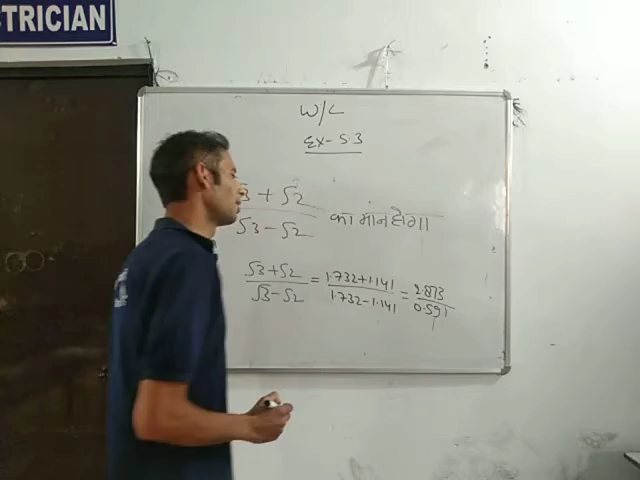 TRICIAN
W/L
Ex-5.3
3 + √2
√3 - √2
का मान होगा
√3+√2 / √3-√2 = 1.732+1.141 / 1.732-1.141 = 2.873 / 0.591